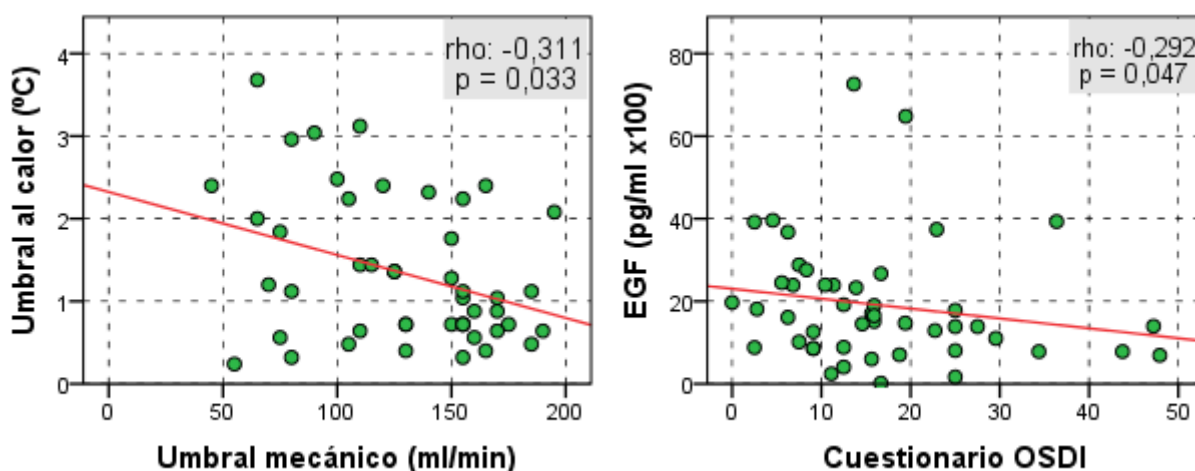 rho: -0,311
p = 0,033
Umbral al calor (ºC)
4
3
2
1
0
0 50 100 150 200
Umbral mecánico (ml/min)
rho: -0,292
p = 0,047
EGF (pg/ml x100)
80
60
40
20
0
0 10 20 30 40 50
Cuestionario OSDI